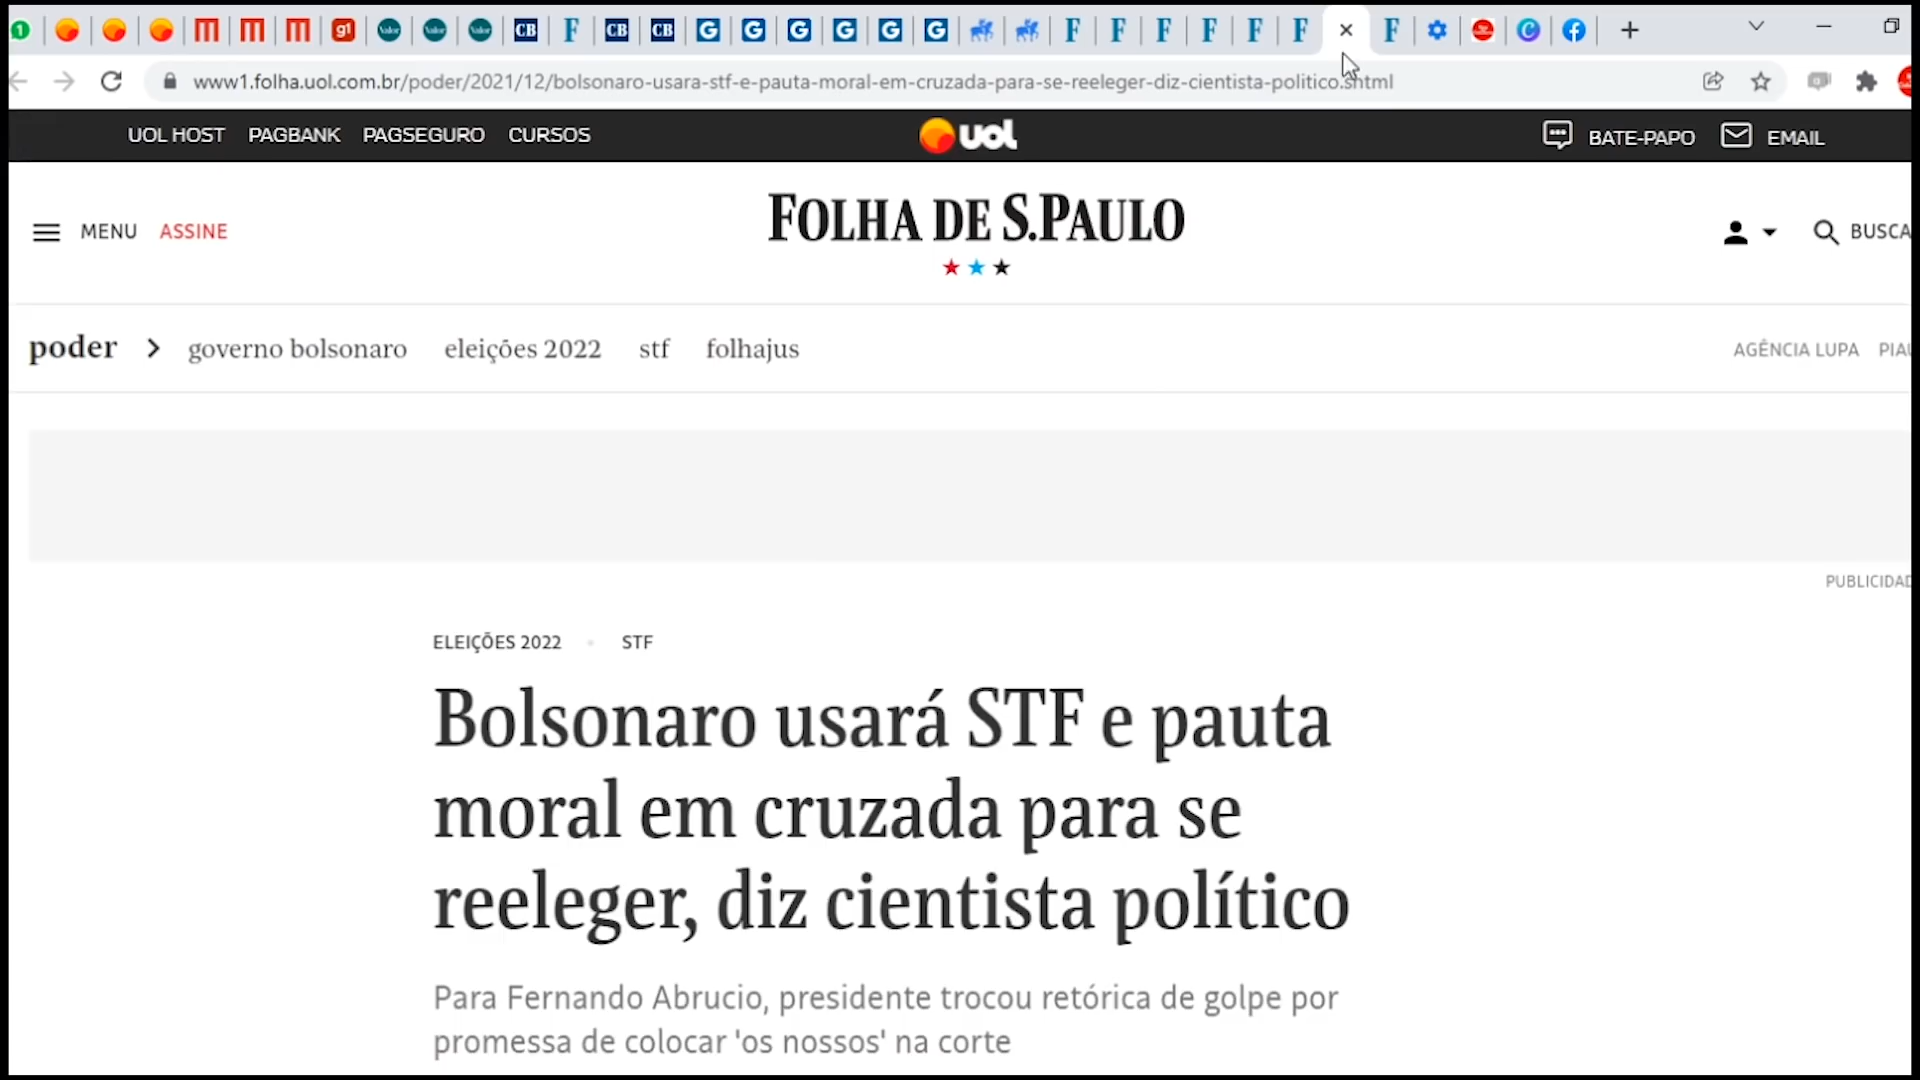 www1.folha.uol.com.br/poder/2021/12/bolsonaro-usara-stf-e-pauta-moral-em-cruzada-para-se-reeleger-diz-cientista-politico.shtml
UOL HOST PAGBANK PAGSEGURO CURSOS
uol
BATE-PAPO EMAIL
MENU ASSINE
FOLHA DE S.PAULO
BUSCA
poder governo bolsonaro eleições 2022 stf folhajus
AGÊNCIA LUPA PIAU
PUBLICIDAD
ELEIÇÕES 2022 • STF
Bolsonaro usará STF e pauta
moral em cruzada para se
reeleger, diz cientista político
Para Fernando Abrucio, presidente trocou retórica de golpe por
promessa de colocar 'os nossos' na corte